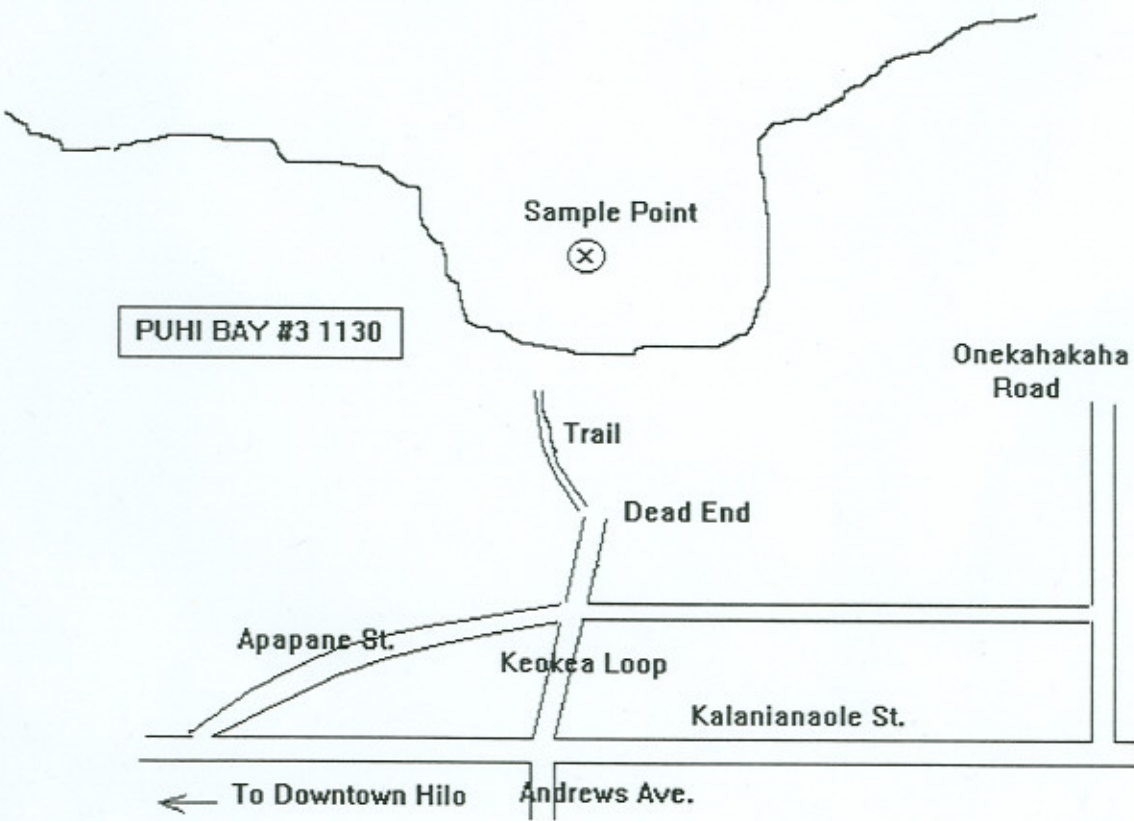 Sample Point
PUHI BAY #3 1130
Onekahakaha
Road
Trail
Dead End
Apapane St.
Keokea Loop
Kalanianaole St.
To Downtown Hilo
Andrews Ave.